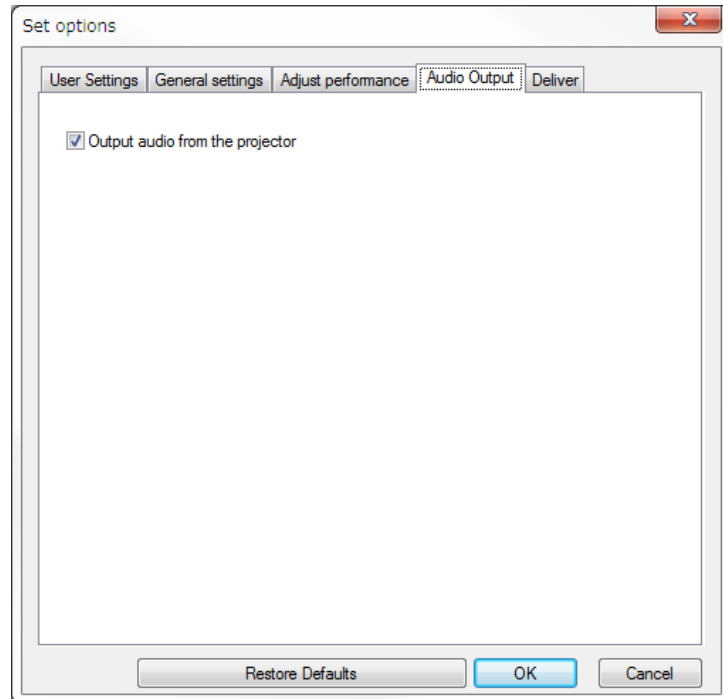 Set options
User Settings General settings Adjust performance Audio Output Deliver
Output audio from the projector
Restore Defaults OK Cancel